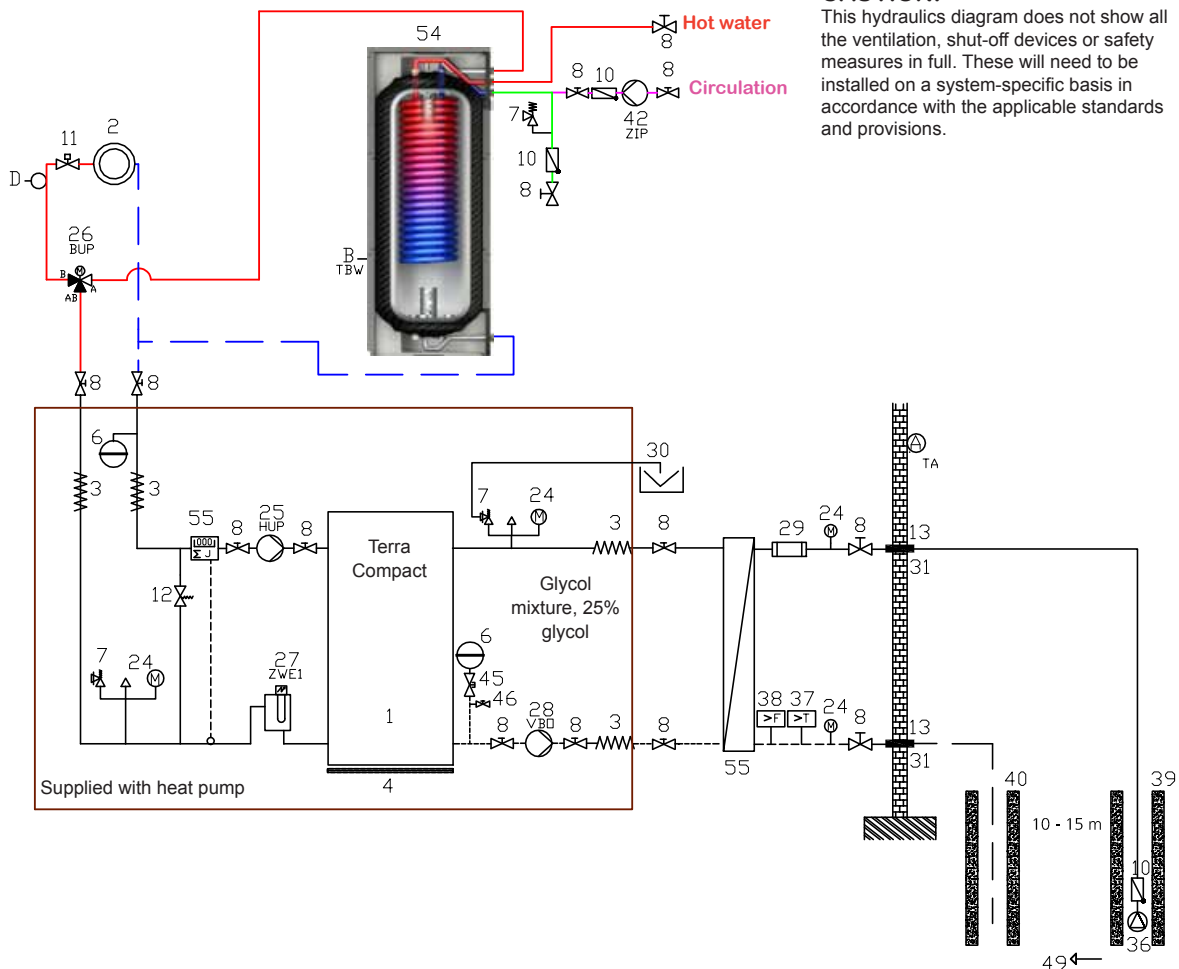 CAUTION:
This hydraulics diagram does not show all
the ventilation, shut-off devices or safety
measures in full. These will need to be
installed on a system-specific basis in
accordance with the applicable standards
and provisions.
54
Hot water
8
8
10
8
Circulation
42
ZIP
7
10
8
11
2
D
26
BUP
M
B
A
AB
B
TBW
8
8
6
3
3
55
8
25
HUP
8
Terra
Compact
7
24
M
30
3
8
29
24
M
8
13
31
A
TA
Glycol
mixture, 25%
glycol
1000
Σ J
12
7
24
M
27
ZWE1
1
6
45
46
8
28
VBO
8
3
8
38
>F
37
>T
24
M
8
13
31
55
4
Supplied with heat pump
40
10 - 15 m
39
10
36
49